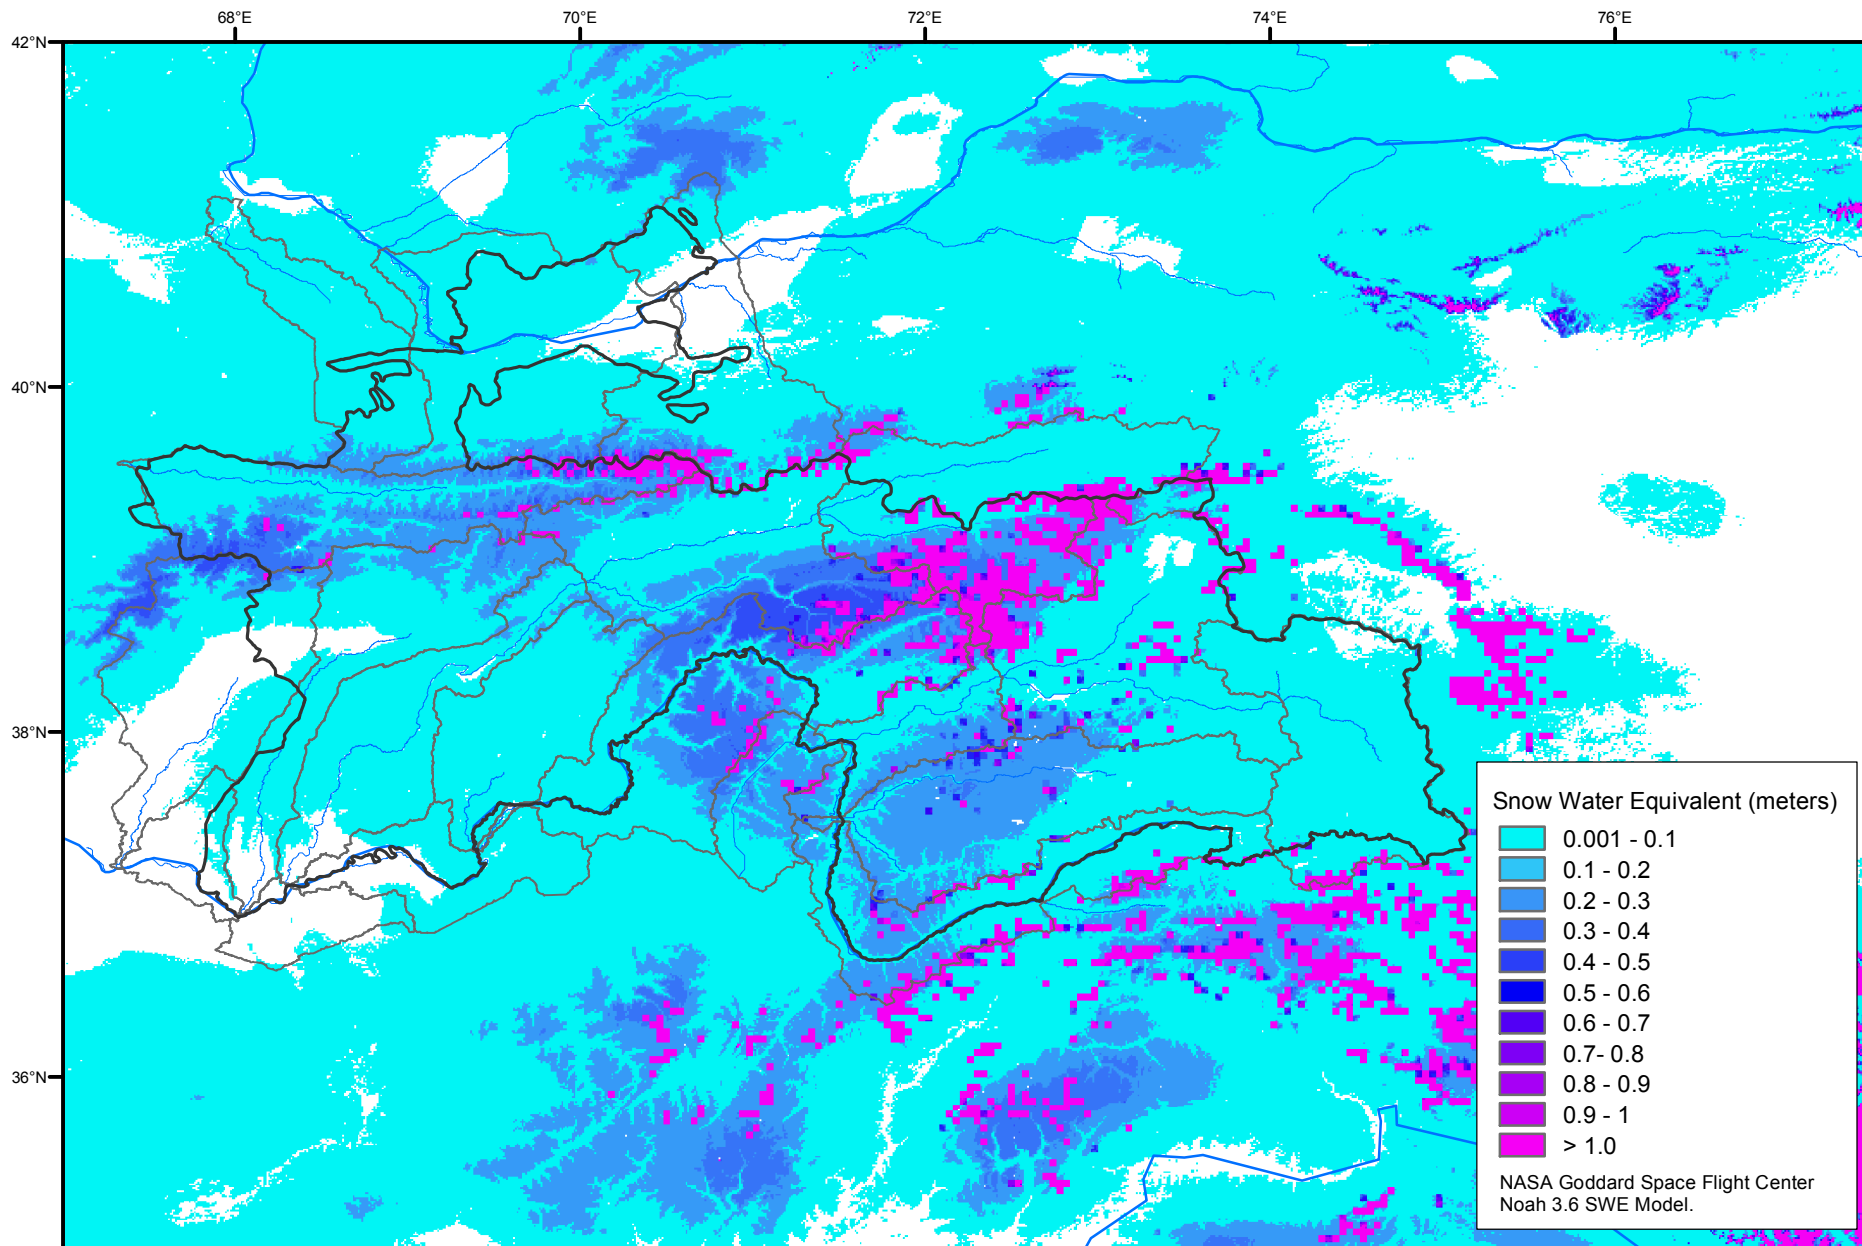 68°E 70°E 72°E 74°E 76°E
42°N
40°N
38°N
36°N
Snow Water Equivalent (meters)
0.001 - 0.1
0.1 - 0.2
0.2 - 0.3
0.3 - 0.4
0.4 - 0.5
0.5 - 0.6
0.6 - 0.7
0.7- 0.8
0.8 - 0.9
0.9 - 1
> 1.0
NASA Goddard Space Flight Center
Noah 3.6 SWE Model.